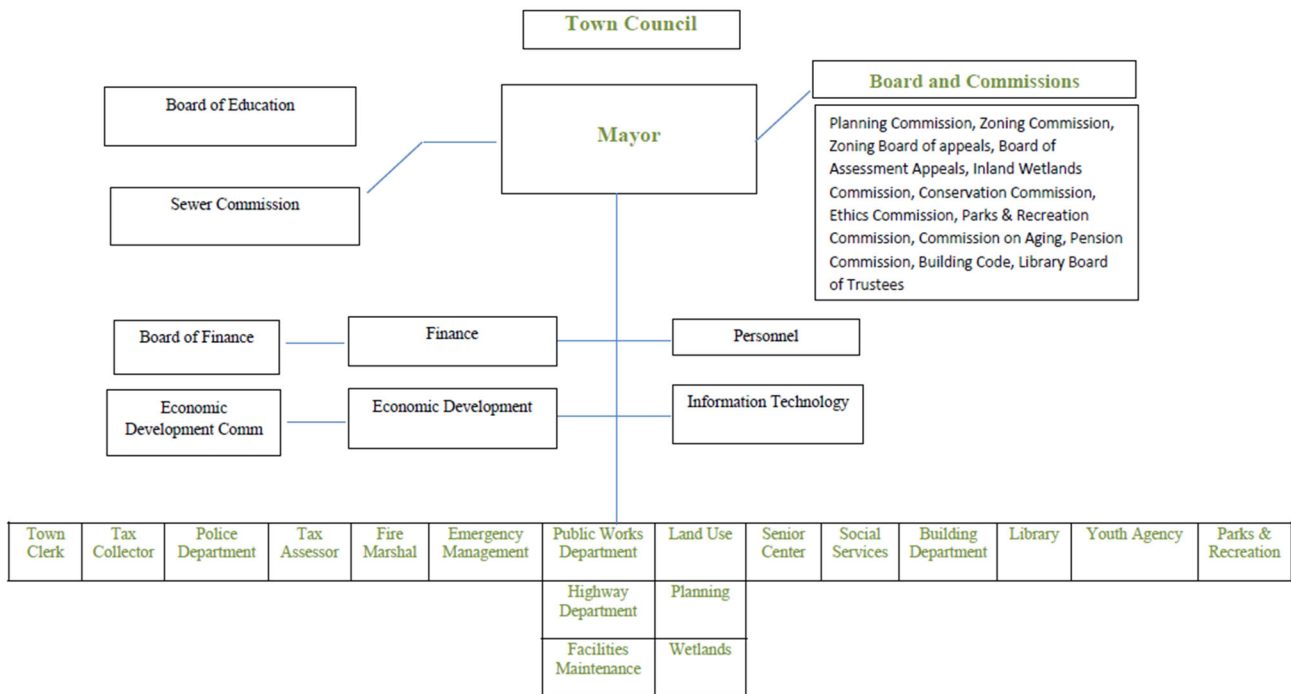 Town Council
Board of Education
Mayor
Board and Commissions
Planning Commission, Zoning Commission,
Zoning Board of appeals, Board of
Assessment Appeals, Inland Wetlands
Commission, Conservation Commission,
Ethics Commission, Parks & Recreation
Commission, Commission on Aging, Pension
Commission, Building Code, Library Board
of Trustees
Sewer Commission
Board of Finance
Finance
Personnel
Economic
Development Comm
Economic Development
Information Technology
Town
Clerk
Tax
Collector
Police
Department
Tax
Assessor
Fire
Marshal
Emergency
Management
Public Works
Department
Land Use
Senior
Center
Social
Services
Building
Department
Library
Youth Agency
Parks &
Recreation
Highway
Department
Planning
Facilities
Maintenance
Wetlands